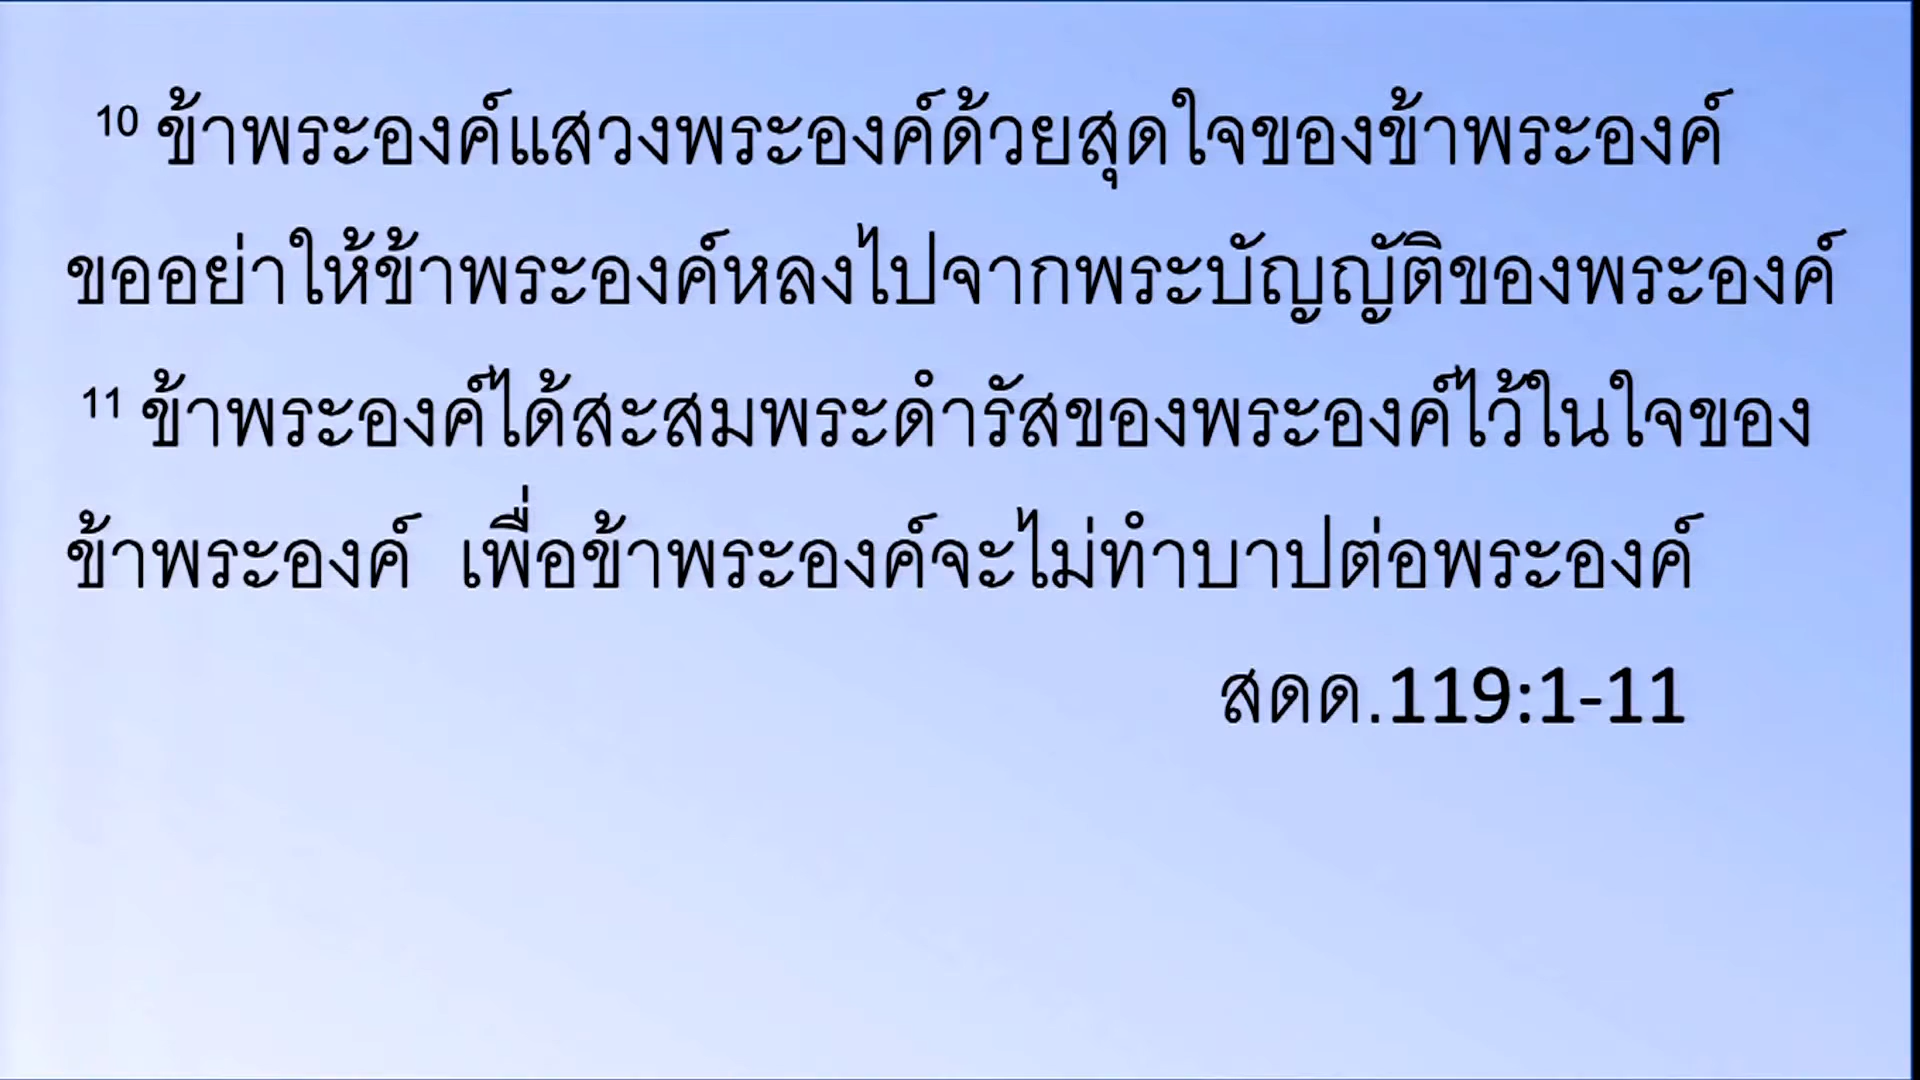 10 ข้าพระองค์แสวงพระองค์ด้วยสุดใจของข้าพระองค์
ขออย่าให้ข้าพระองค์หลงไปจากพระบัญญัติของพระองค์
11 ข้าพระองค์ได้สะสมพระดำรัสของพระองค์ไว้ในใจของ
ข้าพระองค์ เพื่อข้าพระองค์จะไม่ทำบาปต่อพระองค์
สดด.119:1-11